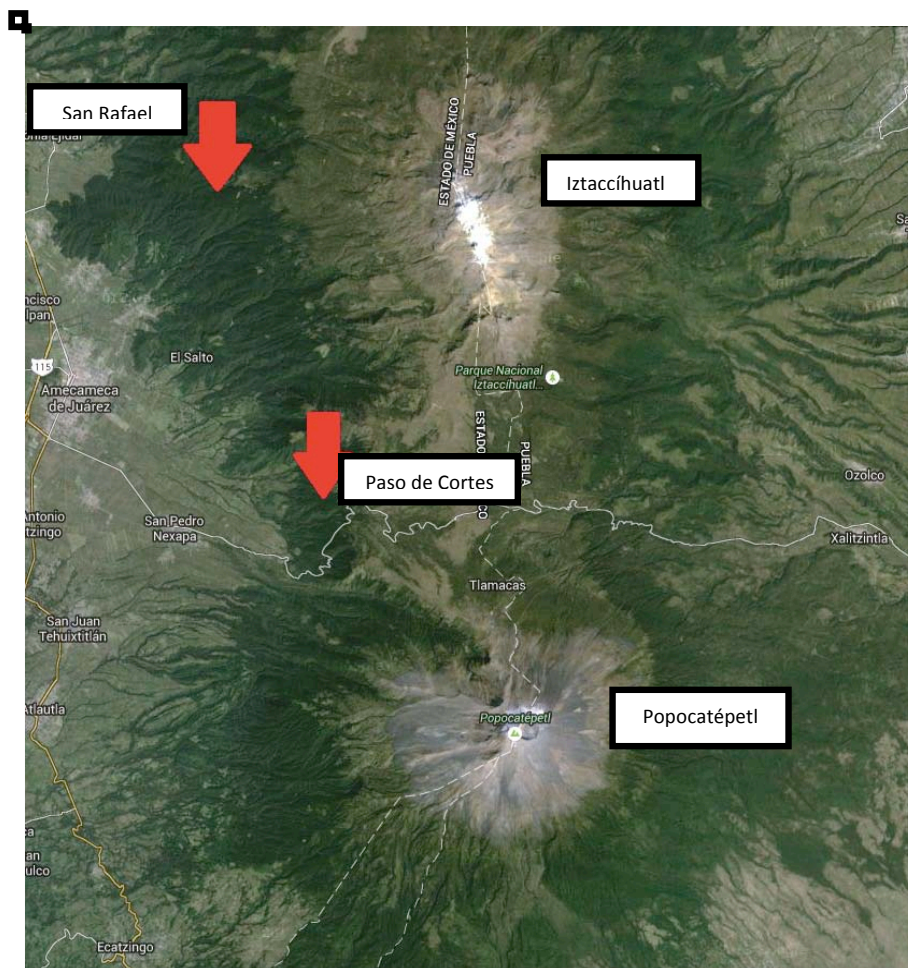 San Rafael
ESTADO DE MÉXICO
PUEBLA
Iztaccíhuatl
El Salto
115
Amecameca
de Juárez
Parque Nacional
Iztaccíhuatl...
PUEBLA
Paso de Cortes
Ozolco
San Pedro
Nexapa
Xalitzintla
Tlamacas
San Juan
Tehuixtitlán
Atlautla
Popocatépetl
Popocatépetl
Ecatzingo